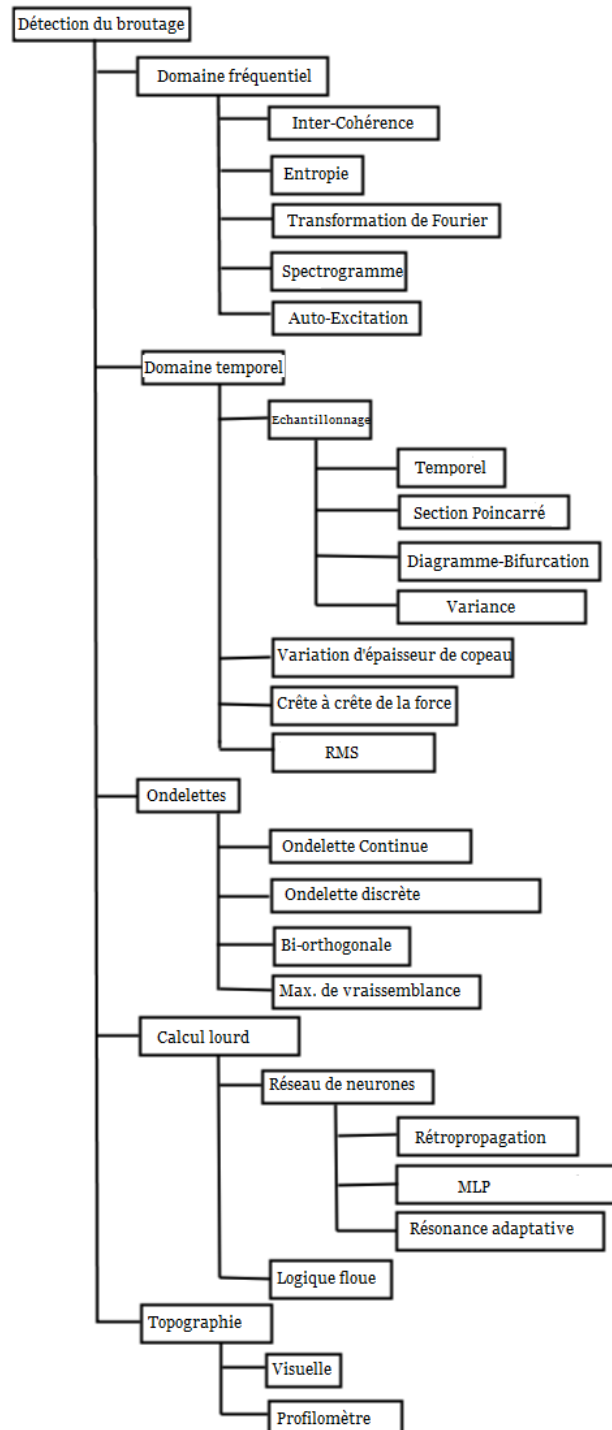 Détection du broutage
Domaine fréquentiel
Inter-Cohérence
Entropie
Transformation de Fourier
Spectrogramme
Auto-Excitation
Domaine temporel
Echantillonnage
Temporel
Section Poincarré
Diagramme-Bifurcation
Variance
Variation d'épaisseur de copeau
Crête à crête de la force
RMS
Ondelettes
Ondelette Continue
Ondelette discrète
Bi-orthogonale
Max. de vraissemblance
Calcul lourd
Réseau de neurones
Rétropropagation
MLP
Résonance adaptative
Logique floue
Topographie
Visuelle
Profilomètre